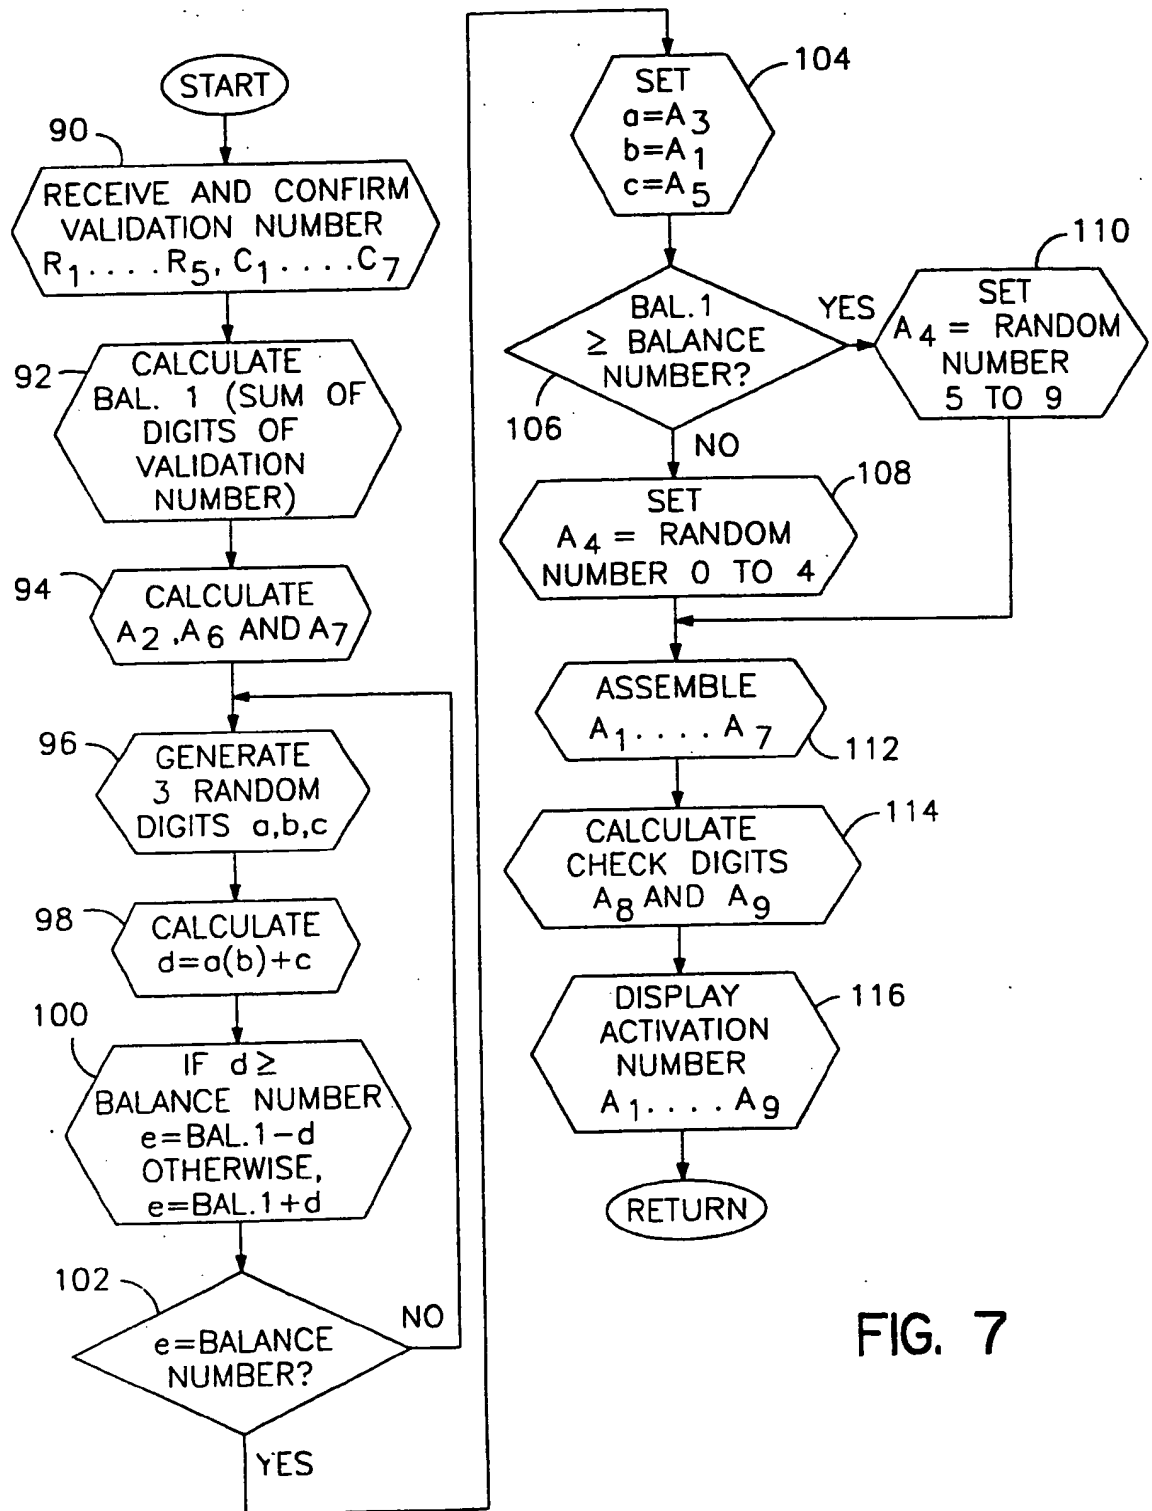 START
90
RECEIVE AND CONFIRM
VALIDATION NUMBER
R1....R5, C1....C7
92
CALCULATE
BAL. 1 (SUM OF
DIGITS OF
VALIDATION
NUMBER)
94
CALCULATE
A2 ,A6 AND A7
96
GENERATE
3 RANDOM
DIGITS a,b,c
98
CALCULATE
d=a(b)+c
100
IF d≥
BALANCE NUMBER
e=BAL.1-d
OTHERWISE,
e=BAL.1+d
102
e=BALANCE
NUMBER?
NO
YES
104
SET
a=A3
b=A1
c=A5
106
BAL.1
≥ BALANCE
NUMBER?
YES
NO
110
SET
A4= RANDOM
NUMBER
5 TO 9
108
SET
A4= RANDOM
NUMBER 0 TO 4
ASSEMBLE
A1.... A7
112
114
CALCULATE
CHECK DIGITS
A8 AND A9
116
DISPLAY
ACTIVATION
NUMBER
A1.... A9
RETURN
FIG. 7